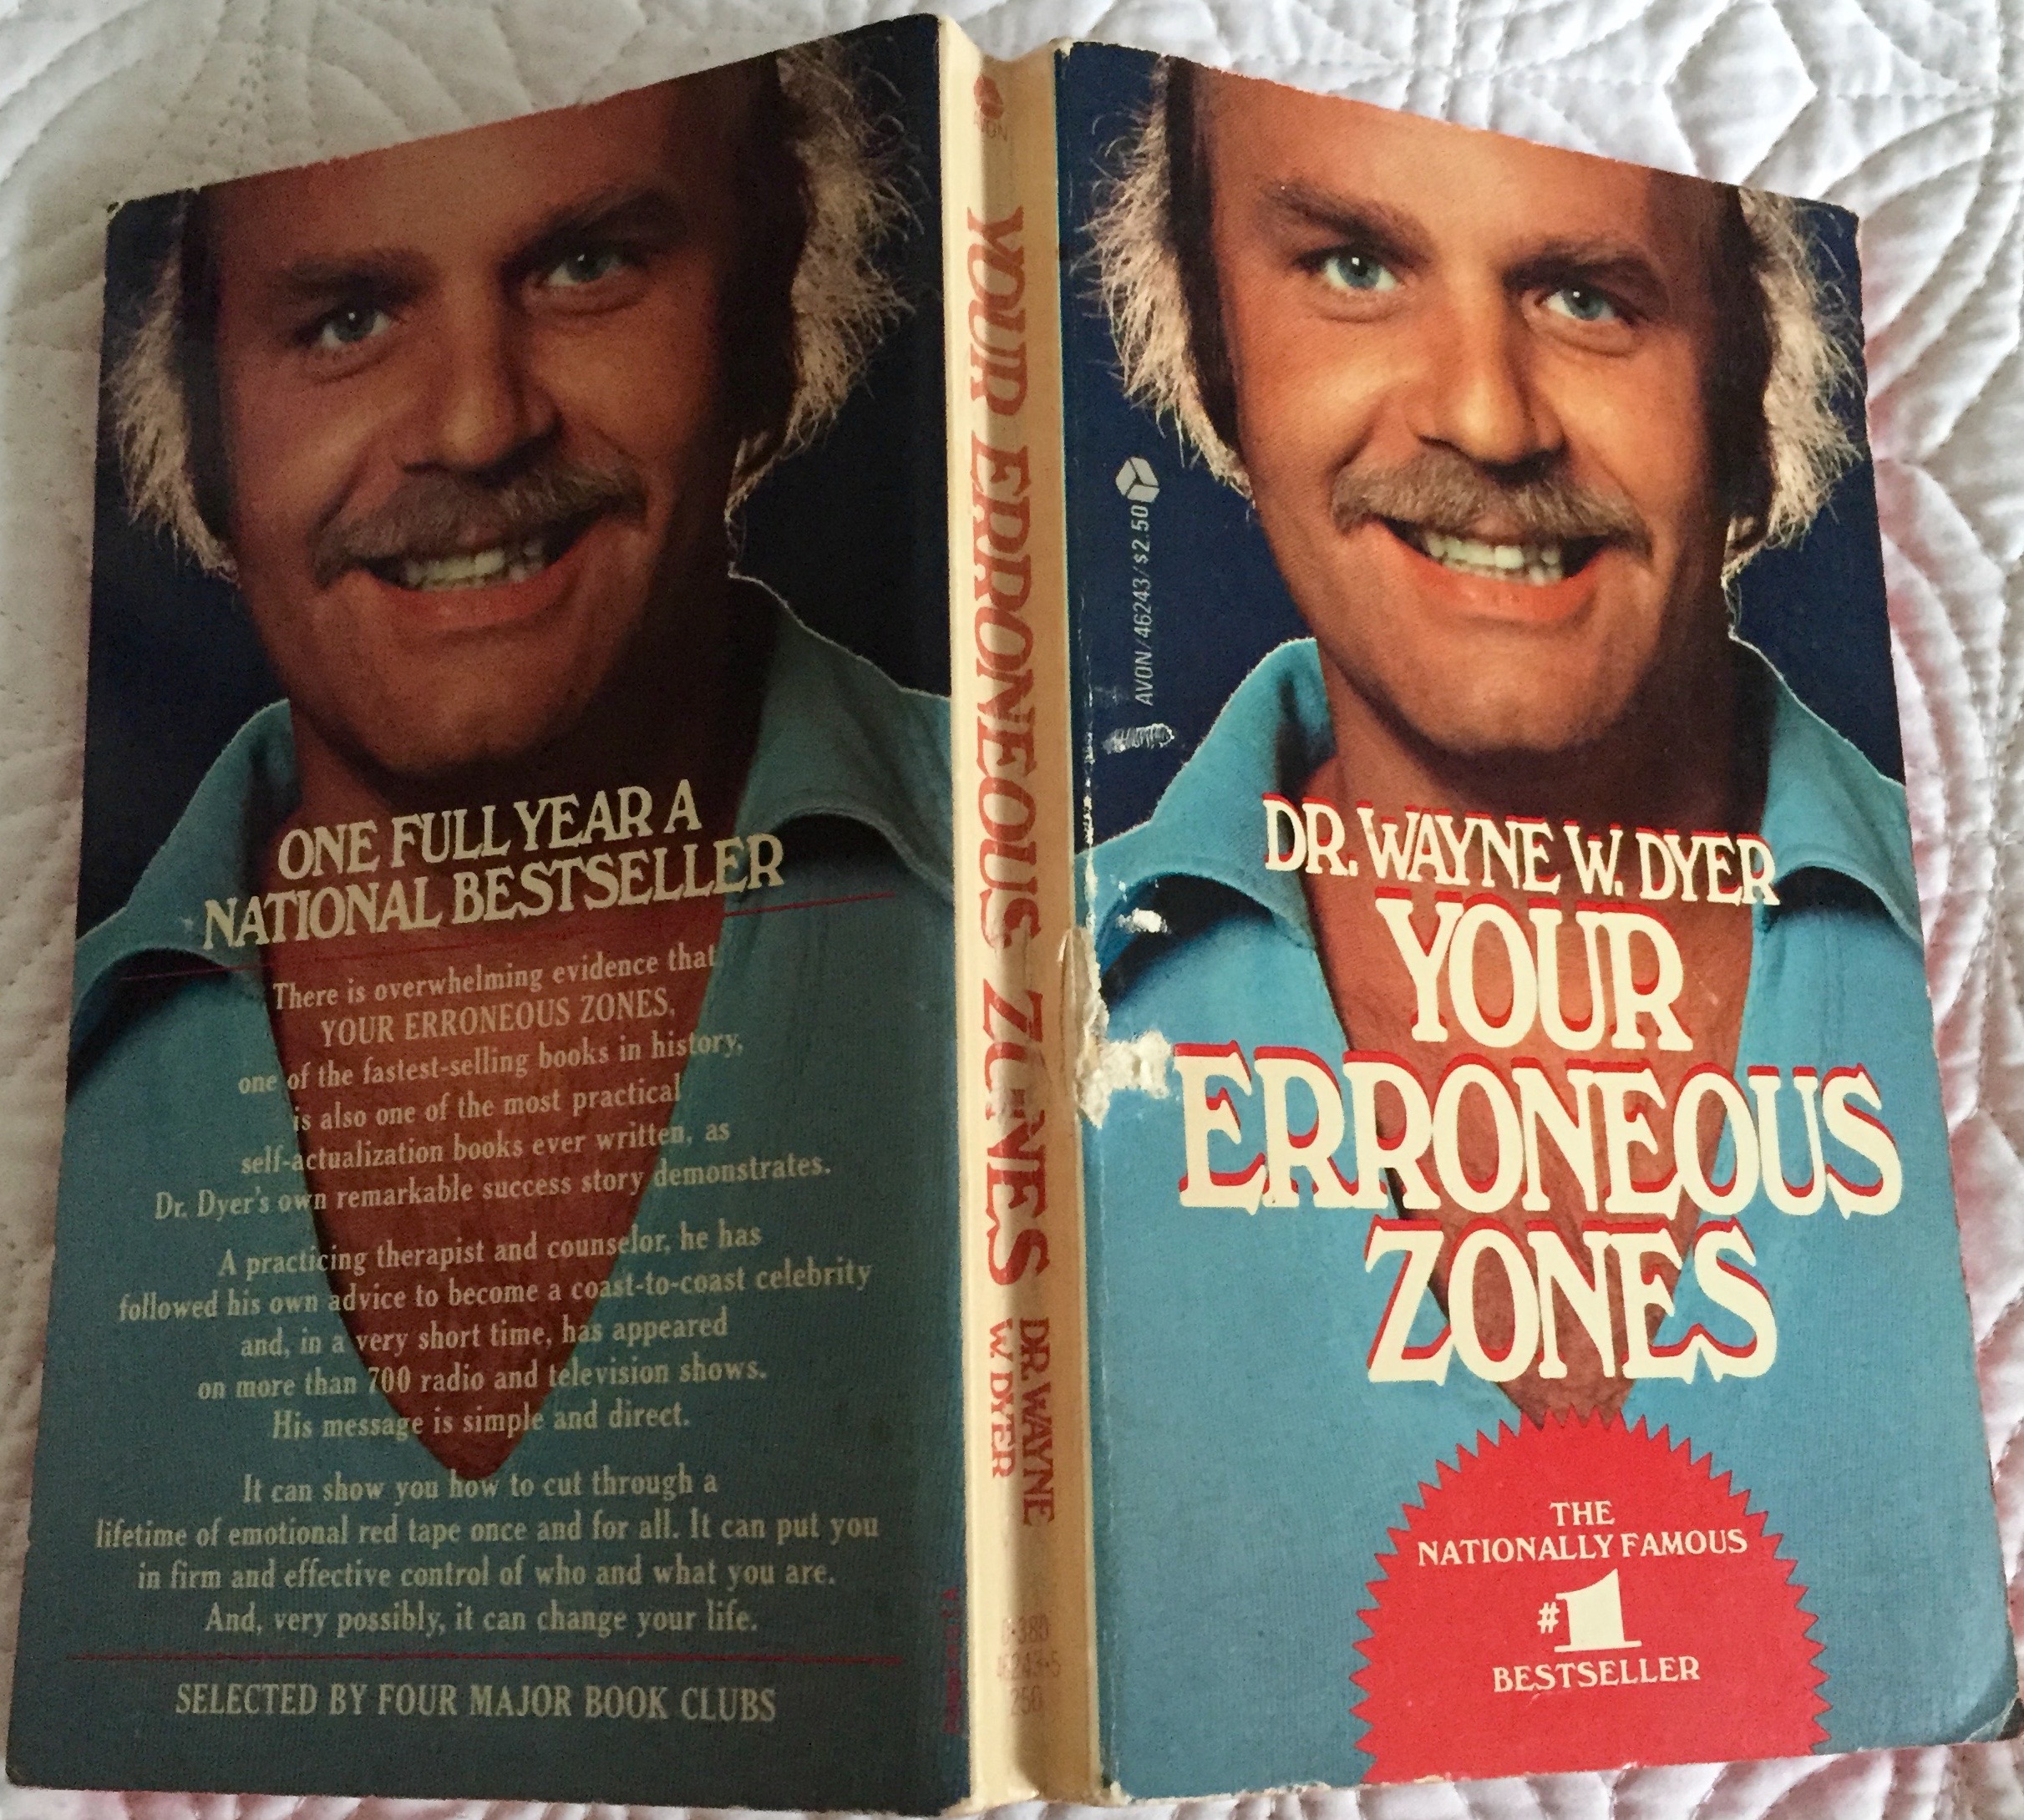 ONE FULL YEAR A
NATIONAL BESTSELLER
There is overwhelming evidence that
YOUR ERRONEOUS ZONES,
one of the fastest-selling books in history,
is also one of the most practical
self-actualization books ever written, as
Dr. Dyer's own remarkable success story demonstrates.
A practicing therapist and counselor, he has
followed his own advice to become a coast-to-coast celebrity
and, in a very short time, has appeared
on more than 700 radio and television shows.
His message is simple and direct.
It can show you how to cut through a
lifetime of emotional red tape once and for all. It can put you
in firm and effective control of who and what you are.
And, very possibly, it can change your life.
SELECTED BY FOUR MAJOR BOOK CLUBS
AVON
YOUR ERRONEOUS ZONES
DR. WAYNE
W. DYER
250
AVON/46243/$2.50
DR. WAYNE W. DYER
YOUR
ERRONEOUS
ZONES
THE
NATIONALLY FAMOUS
#1
BESTSELLER